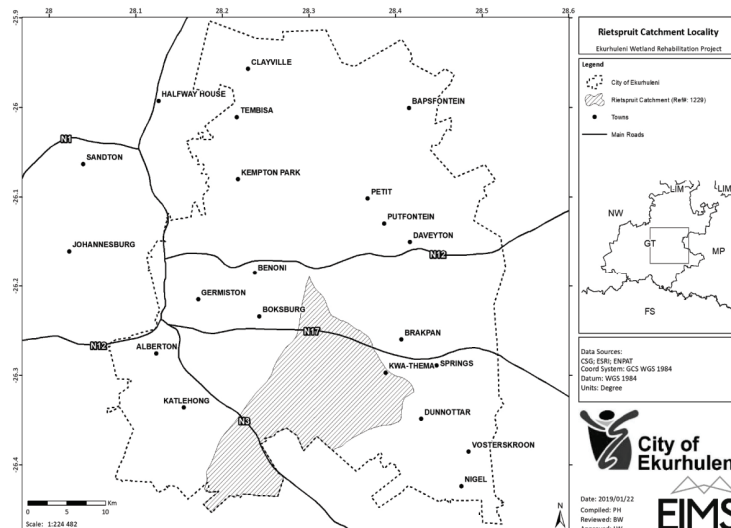 28
28.1
28.2
28.3
28.4
28.5
28.6
-25.9
-26
-26.1
-26.2
-26.3
-26.4
CLAYVILLE
HALFWAY HOUSE
BAPSFONTEIN
TEMBISA
N1
SANDTON
KEMPTON PARK
PETIT
PUTFONTEIN
DAVEYTON
JOHANNESBURG
N12
BENONI
GERMISTON
BOKSBURG
N17
BRAKPAN
N12
ALBERTON
KWA-THEMA
SPRINGS
KATLEHONG
N3
DUNNOTTAR
VOSTERSKROON
NIGEL
Km
0 5 10
Scale: 1:224 482
N
Rietspruit Catchment Locality
Ekurhuleni Wetland Rehabilitation Project
Legend
City of Ekurhuleni
Rietspruit Catchment (Ref#: 1229)
Towns
Main Roads
LIM
LIM
NW
GT
MP
FS
Data Sources:
CSG; ESRI; ENPAT
Coord System: GCS WGS 1984
Datum: WGS 1984
Units: Degree
City of
Ekurhuleni
Date: 2019/01/22
Compiled: PH
Reviewed: BW
EIMS